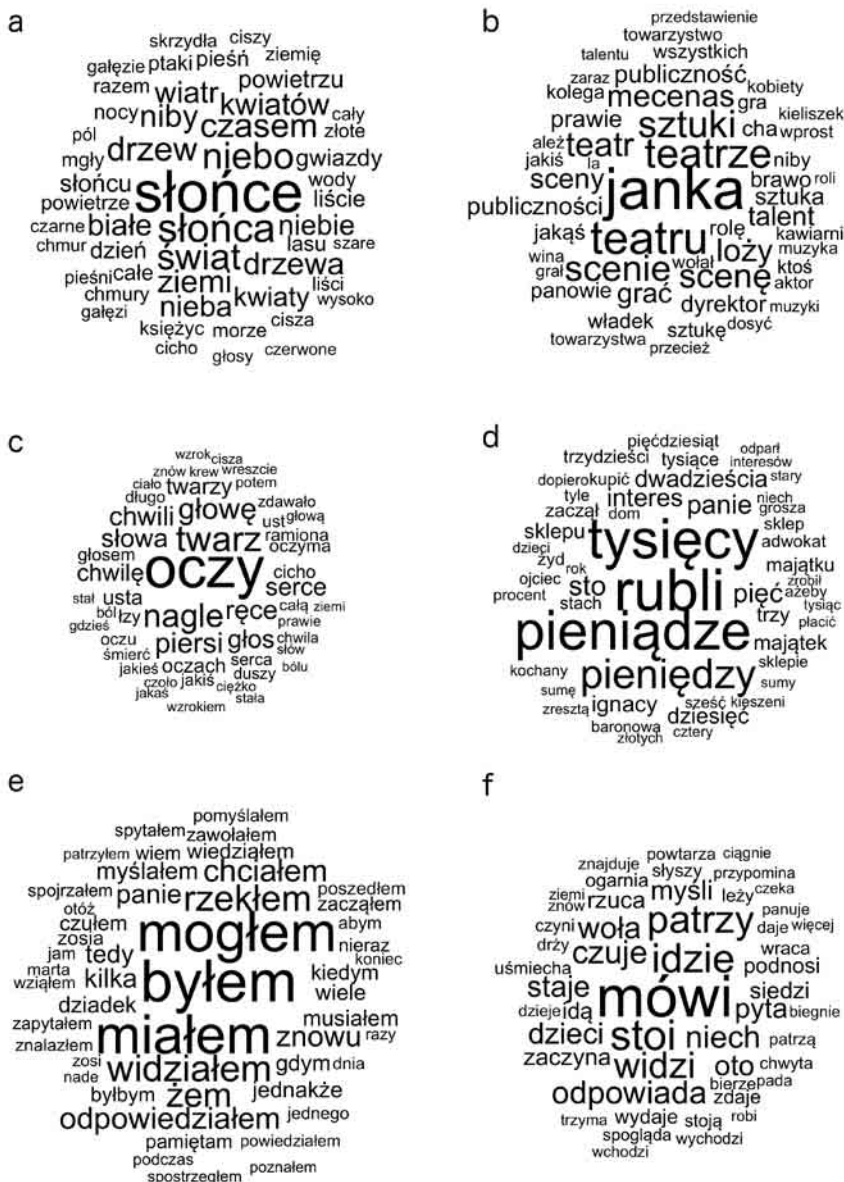 a
skrzydła ciszy
gałęzie ptaki pieśń ziemię
razem wiatr powietrzu
nocy niby kwiatów cały
pól czasem złote
mgły drzew niebo gwiazdy
słońcu słońce wody
powietrze liście
czarne białe słońca niebie
chmur dzień świat lasu szare
pieśni całe drzewa
chmury ziemi liści
gałęzi nieba kwiaty wysoko
księżyc morze cisza
cicho głosy czerwone
b
przedstawienie
towarzystwo
talentu wszystkich
zaraz publiczność kobiety
kolega mecenas gra
prawie sztuki cha kieliszek
wprost
ależ teatr teatrze niby
jakiś la
sceny janka brawo roli
publiczności sztuka
talent
jakąś teatru rolę kawiarni
wina loży muzyka
grał scenie wołał scenę ktoś
panowie grać aktor
dyrektor muzyki
władek sztukę dosyć
towarzystwa przecież
c
wzrok cisza
znów krew wreszcie
ciało twarzy potem
długo głowę zdawało
chwili ust głową
słowa twarz ramiona
głosem oczyma
chwilę oczy cicho
serce
stał usta nagle ręce całą ziemi
ból łzy prawie
gdzieś piersi głos chwila
oczu słów
śmierć oczach serca
jakieś duszy bólu
czoło jakiś ciężko
jakaś stała
wzrokiem
d
pięćdziesiąt
trzydzieści tysiące odparł
interesów
dopiero kupić dwadzieścia stary
tyle interes panie niech
zaczął dom grosza
sklepu tysięcy sklep
adwokat
dzieci żyd rok
ojciec sto rubli pięć majątku
procent zrobił
stach ażeby tysiąc
trzy płacić
pieniądze majątek
kochany pieniędzy sklepie
sumę sumy
zresztą ignacy sześć kieszeni
baronowa dziesięć
złotych cztery
e
pomyślałem
spytałem zawołałem
patrzyłem wiem wiedziałem
myślałem chciałem
spojrzałem panie rzekłem poszedłem
otóż zacząłem
czułem mogłem abym
zosia nieraz
jam tedy koniec
marta kilka byłem kiedym
wziąłem wiele
dziadek miałem musiałem
zapytałem znowu razy
znalazłem widziałem
zosi gdym dnia
nade byłbym żem jednakże
odpowiedziałem jednego
pamiętam powiedziałem
podczas poznałem
spostrzegłem
f
powtarza ciągnie
znajduje słyszy przypomina
ogarnia myśli leży czeka
ziemi rzuca
znów woła patrzy panuje
czyni daje więcej
drży czuje idzie wraca
uśmiecha podnosi
staje mówi siedzi
dzieje idą pyta biegnie
dzieci stoi niech patrzą
zaczyna widzi oto chwyta
odpowiada bierze pada
zdaje
trzyma wydaje stoją robi
spogląda wychodzi
wchodzi